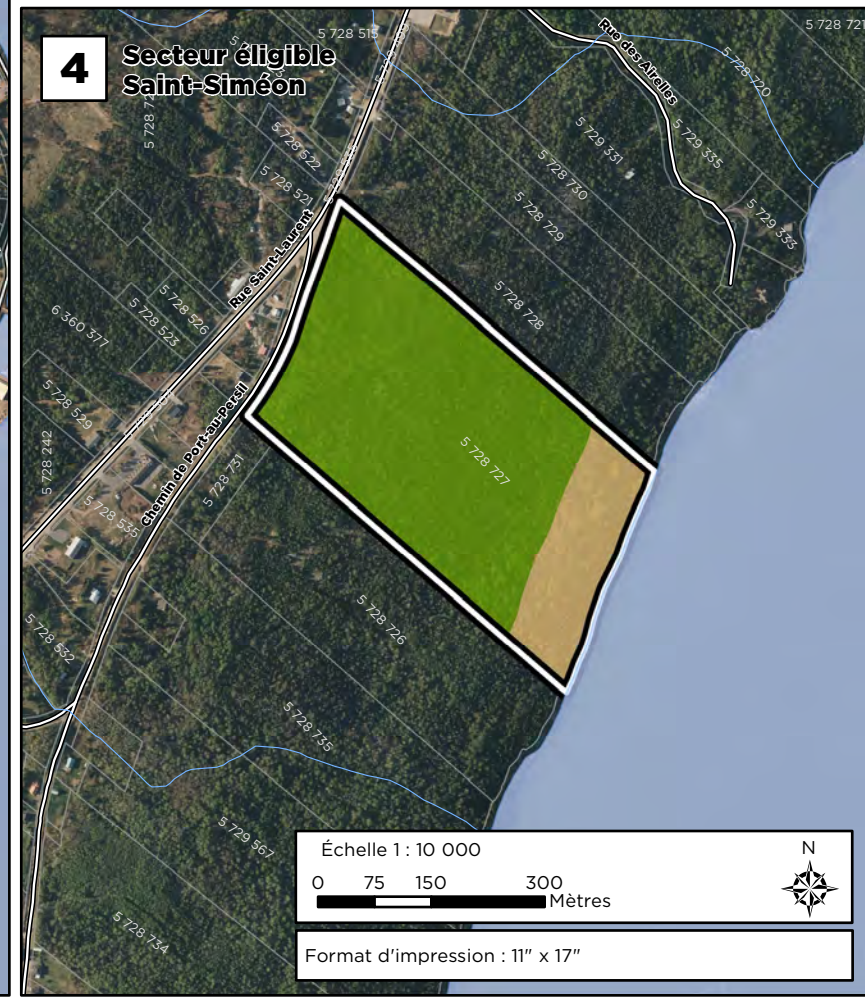 4
Secteur éligible
Saint-Siméon
5 728 515
5 728 721
Rue des Airelles
5 728 720
5 729 335
5 729 331
5 728 730
5 729 333
5 728 729
5 728 522
5 728 521
Rue Saint-Laurent
5 728 728
5 728 526
5 728 523
6 360 377
5 728 529
5 728 242
Chemin de Port-au-Persil
5 728 731
5 728 727
5 728 535
5 728 726
5 728 532
5 728 735
5 729 567
5 728 734
Échelle 1 : 10 000
0 75 150 300
Mètres
N
Format d'impression : 11" x 17"